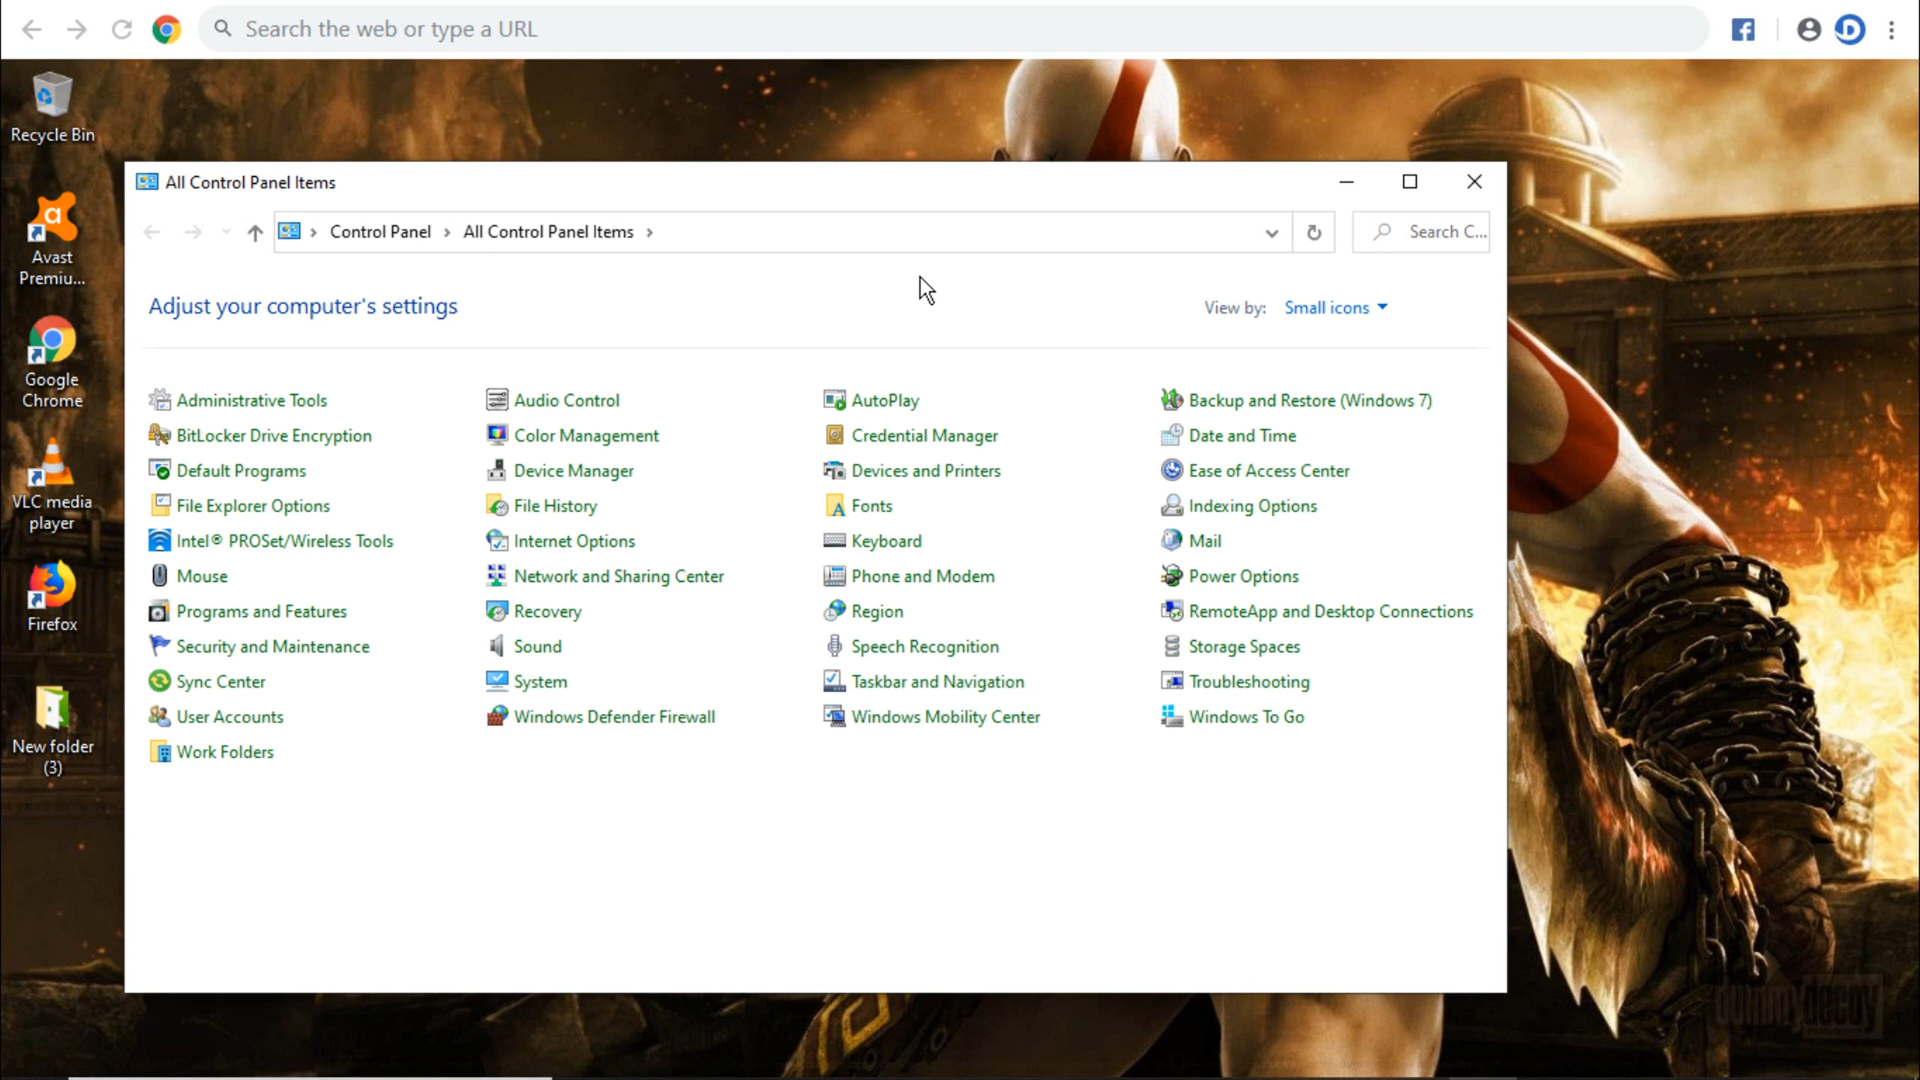 Search the web or type a URL
Recycle Bin
Avast
Premiu...
Google
Chrome
VLC media
player
Firefox
New folder
(3)
All Control Panel Items
Control Panel
All Control Panel Items
Search C...
Adjust your computer's settings
View by: Small icons
Administrative Tools
Audio Control
AutoPlay
Backup and Restore (Windows 7)
BitLocker Drive Encryption
Color Management
Credential Manager
Date and Time
Default Programs
Device Manager
Devices and Printers
Ease of Access Center
File Explorer Options
File History
Fonts
Indexing Options
Intel® PROSet/Wireless Tools
Internet Options
Keyboard
Mail
Mouse
Network and Sharing Center
Phone and Modem
Power Options
Programs and Features
Recovery
Region
RemoteApp and Desktop Connections
Security and Maintenance
Sound
Speech Recognition
Storage Spaces
Sync Center
System
Taskbar and Navigation
Troubleshooting
User Accounts
Windows Defender Firewall
Windows Mobility Center
Windows To Go
Work Folders
dummydecoy